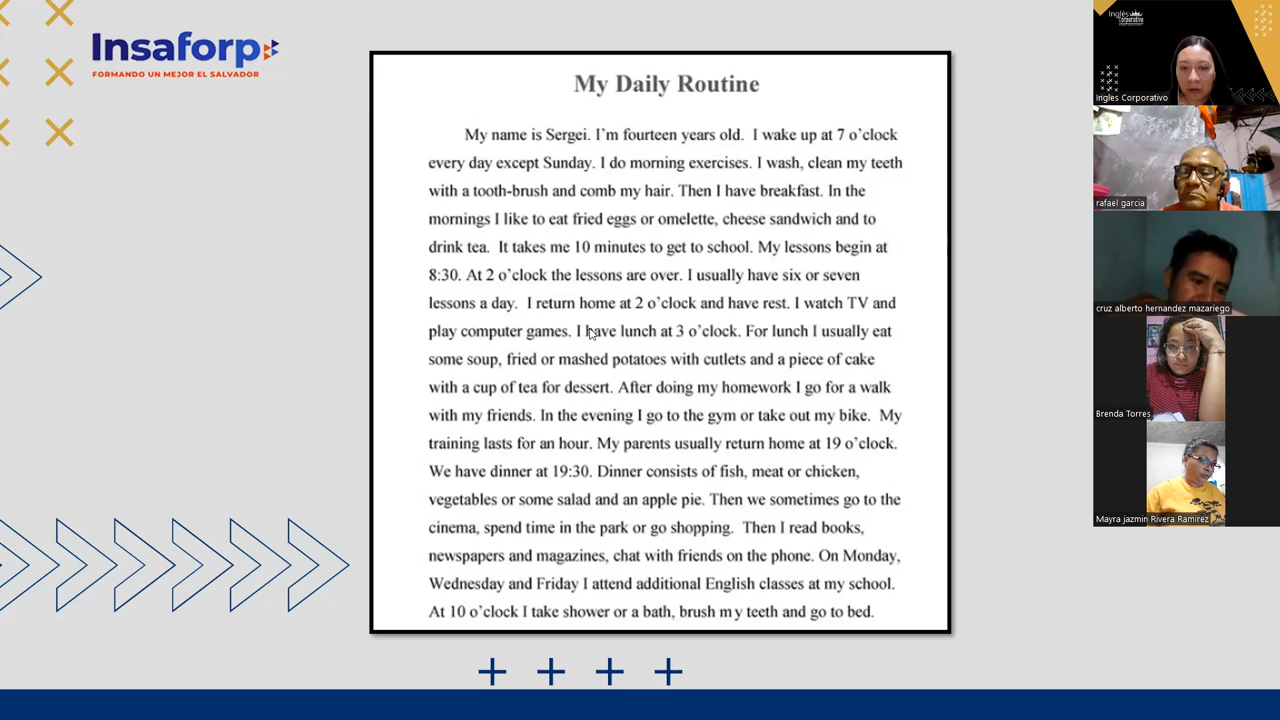 Insaforp
FORMANDO UN MEJOR EL SALVADOR
My Daily Routine
My name is Sergei. I'm fourteen years old. I wake up at 7 o'clock
every day except Sunday. I do morning exercises. I wash, clean my teeth
with a tooth-brush and comb my hair. Then I have breakfast. In the
mornings I like to eat fried eggs or omelette, cheese sandwich and to
drink tea. It takes me 10 minutes to get to school. My lessons begin at
8:30. At 2 o'clock the lessons are over. I usually have six or seven
lessons a day. I return home at 2 o'clock and have rest. I watch TV and
play computer games. I have lunch at 3 o'clock. For lunch I usually eat
some soup, fried or mashed potatoes with cutlets and a piece of cake
with a cup of tea for dessert. After doing my homework I go for a walk
with my friends. In the evening I go to the gym or take out my bike. My
training lasts for an hour. My parents usually return home at 19 o'clock.
We have dinner at 19:30. Dinner consists of fish, meat or chicken,
vegetables or some salad and an apple pie. Then we sometimes go to the
cinema, spend time in the park or go shopping. Then I read books,
newspapers and magazines, chat with friends on the phone. On Monday,
Wednesday and Friday I attend additional English classes at my school.
At 10 o'clock I take shower or a bath, brush my teeth and go to bed.
Inglés
Corporativo
Ingles Corporativo
rafael garcia
cruz alberto hernandez mazariego
Brenda Torres
Mayra jazmin Rivera Ramirez